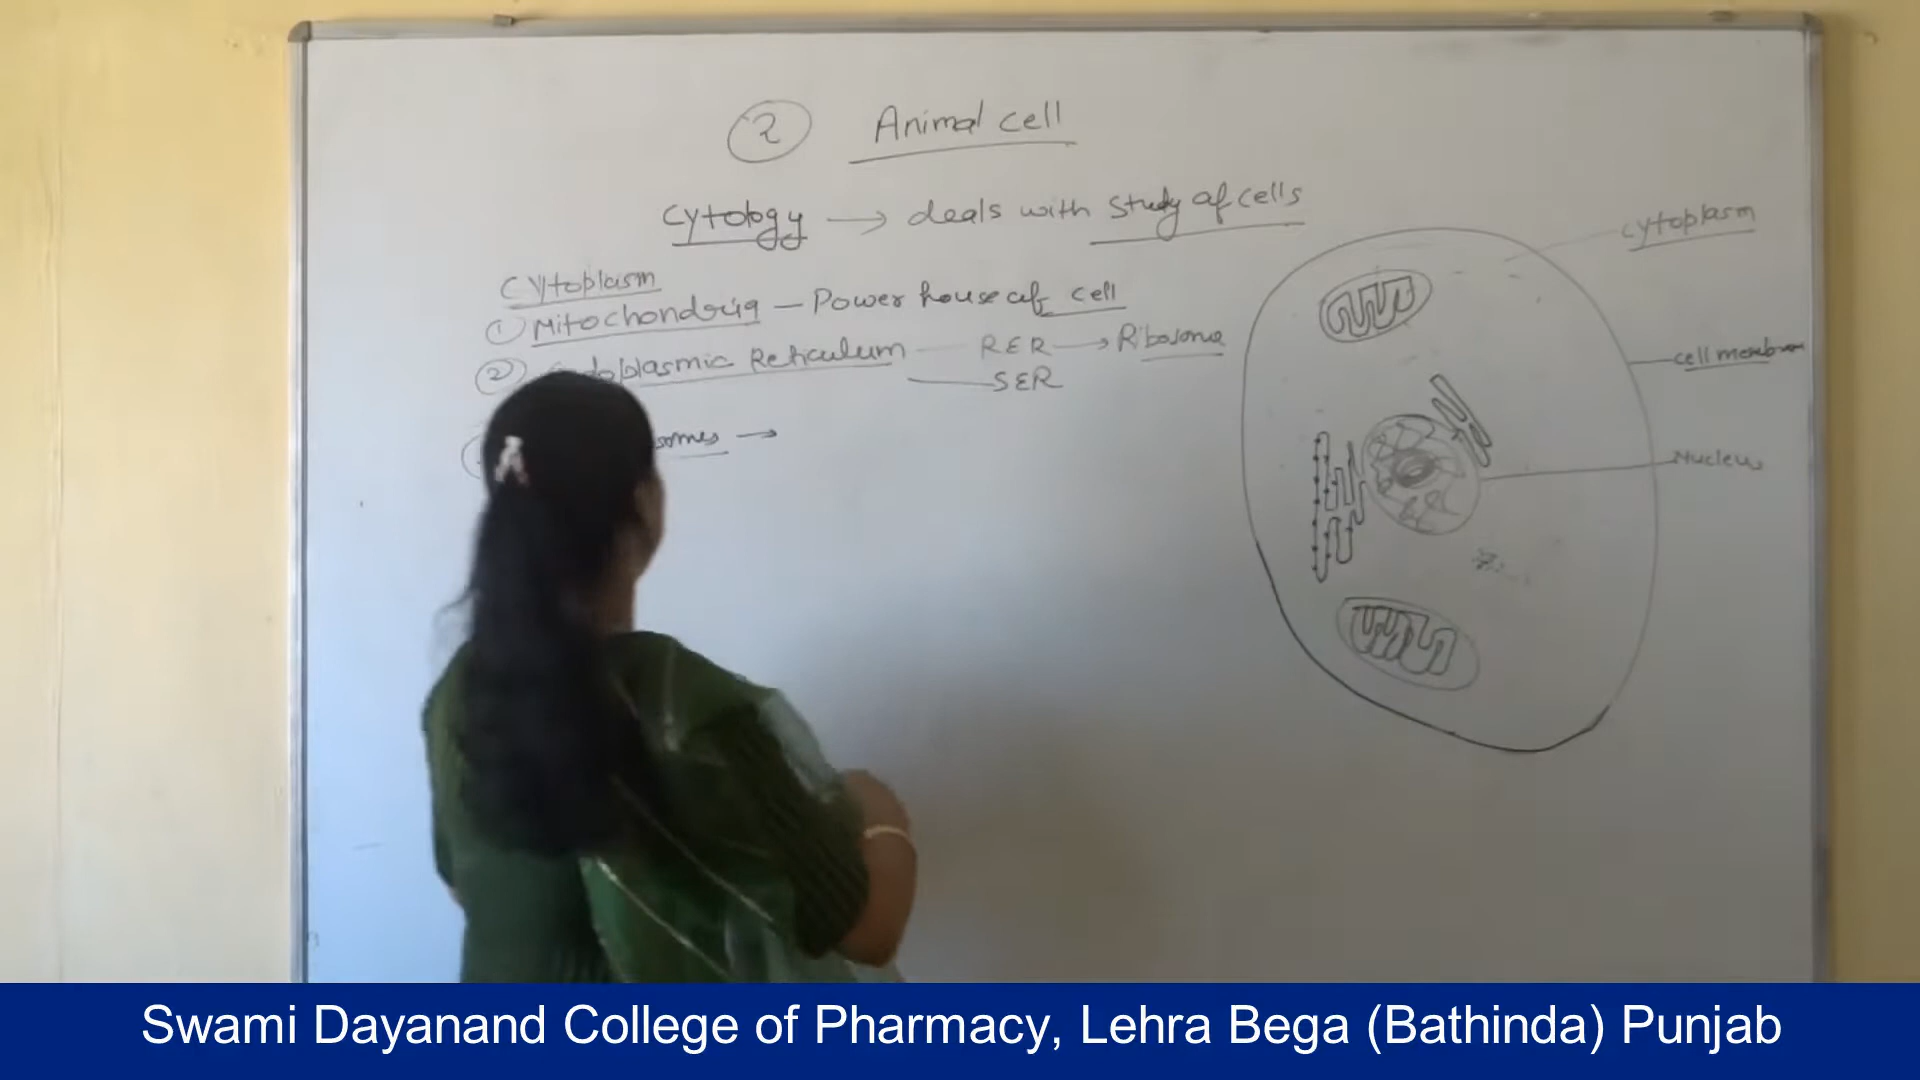 2 Animal cell
Cytology → deals with study of cells
Cytoplasm
① Mitochondria — Power house of cell
② plasmic Reticulum — RER → Ribosome
— SER
somes →
cytoplasm
cell membran
Nucleus
Swami Dayanand College of Pharmacy, Lehra Bega (Bathinda) Punjab